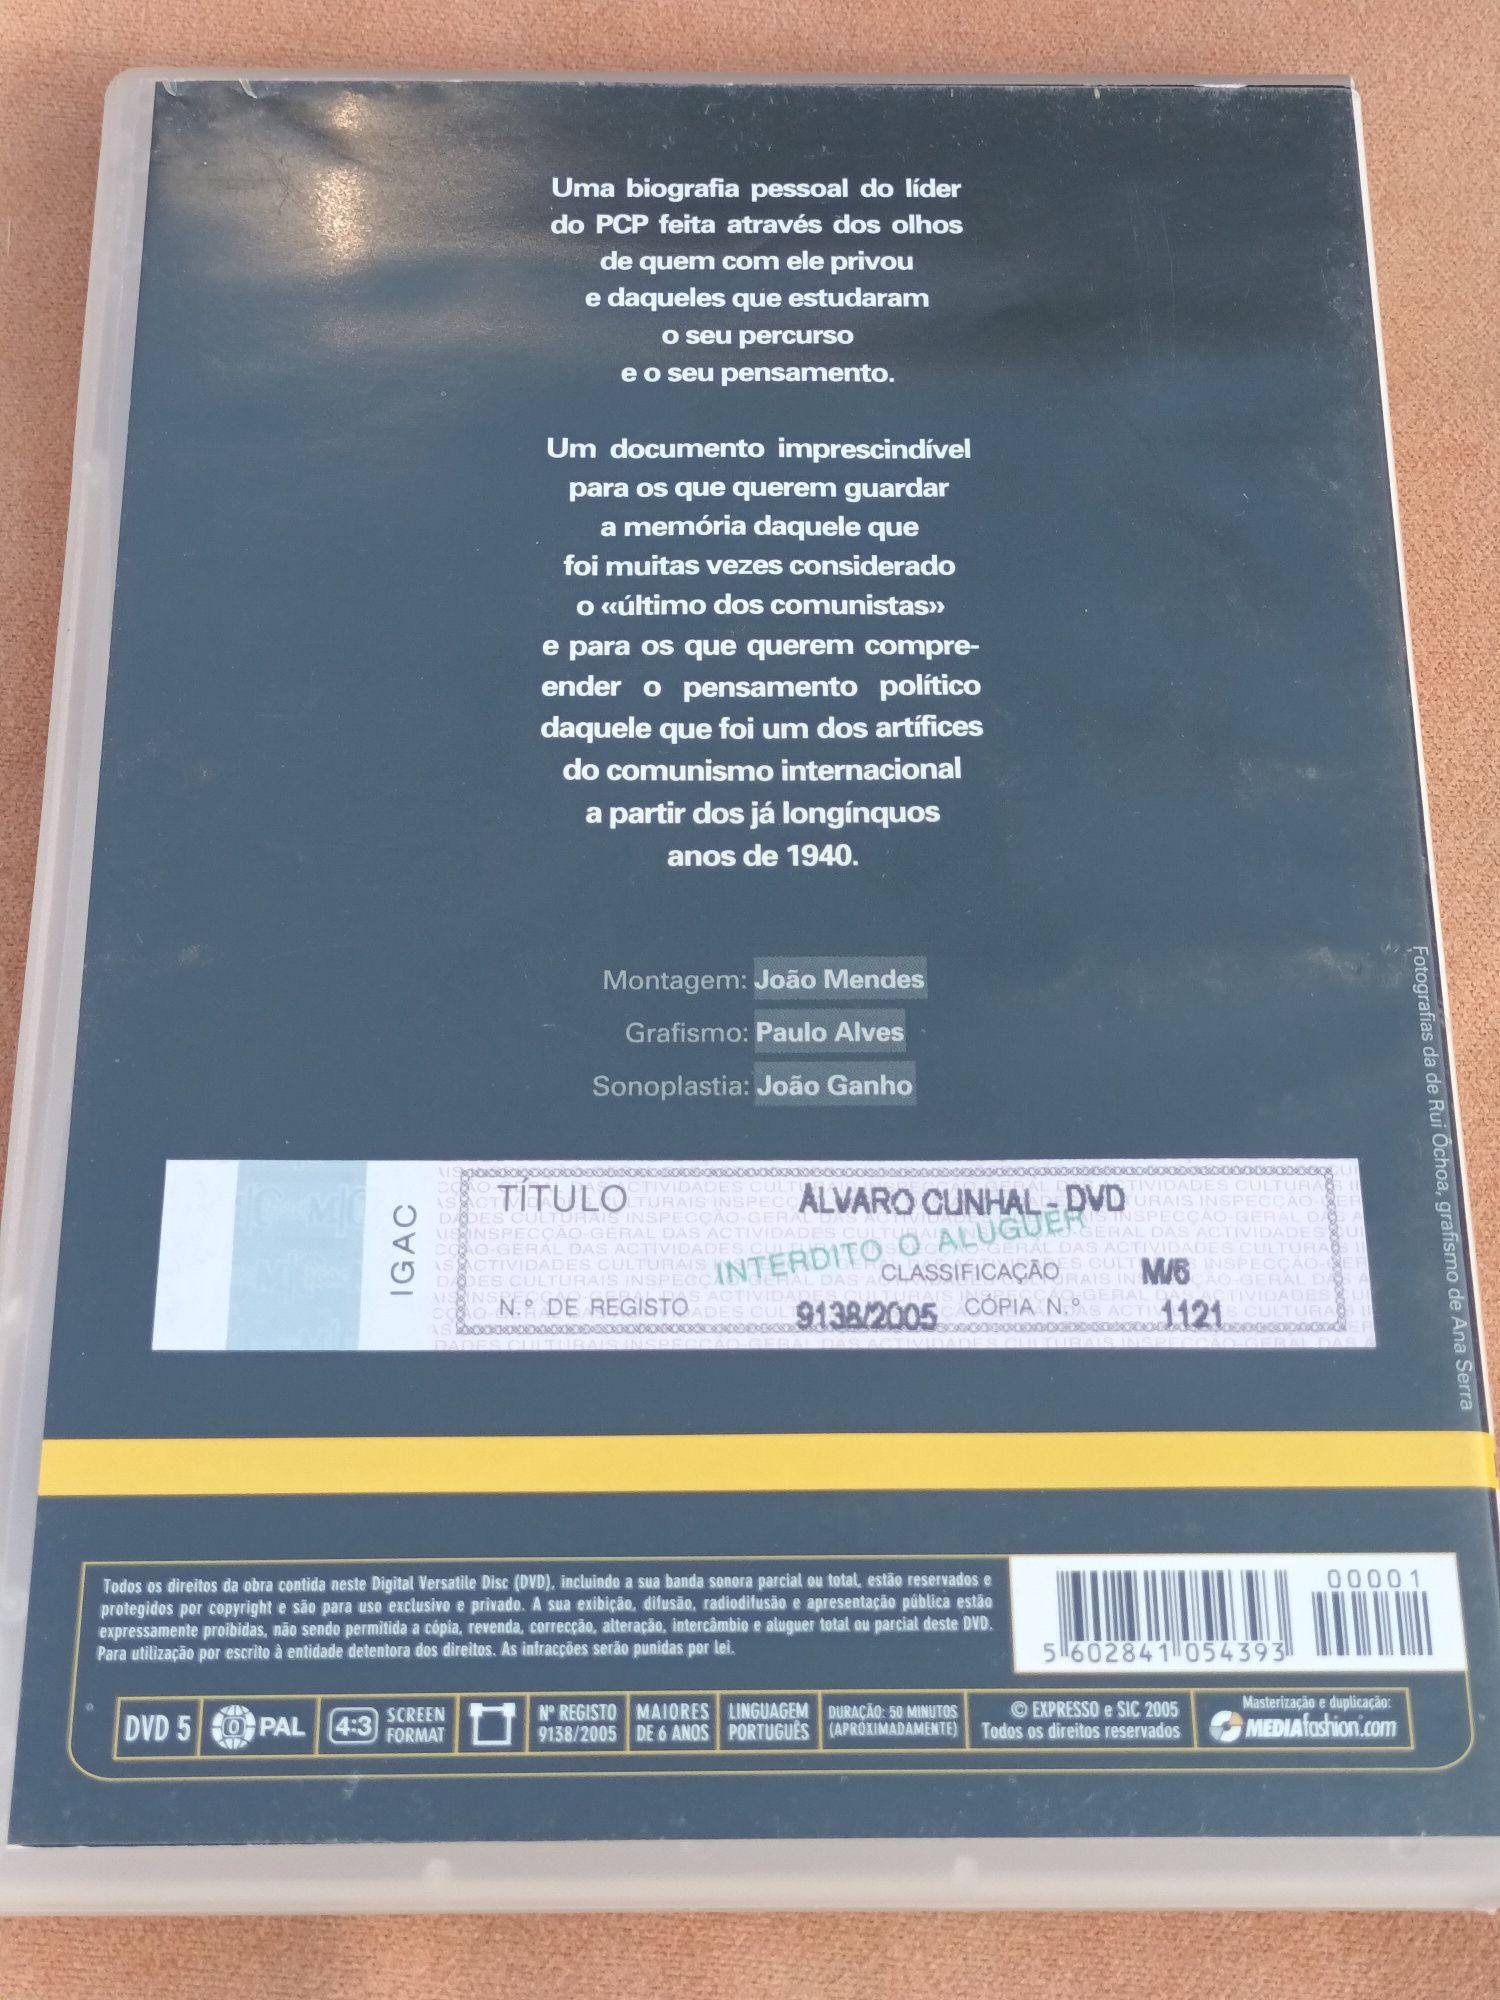 Uma biografia pessoal do líder
do PCP feita através dos olhos
de quem com ele privou
e daqueles que estudaram
o seu percurso
e o seu pensamento.
Um documento imprescindível
para os que querem guardar
a memória daquele que
foi muitas vezes considerado
o «último dos comunistas»
e para os que querem compre-
ender o pensamento político
daquele que foi um dos artífices
do comunismo internacional
a partir dos já longínquos
anos de 1940.
Montagem: João Mendes
Grafismo: Paulo Alves
Sonoplastia: João Ganho
Fotografias da de Rui Ôchoa, grafismo de Ana Serra
IGAC
TÍTULO ALVARO CUNHAL - DVD
INTERDITO O ALUGUER
CLASSIFICAÇÃO M/6
N.º DE REGISTO 9138/2005 CÓPIA N.º 1121
Todos os direitos da obra contida neste Digital Versatile Disc (DVD), incluindo a sua banda sonora parcial ou total, estão reservados e
protegidos por copyright e são para uso exclusivo e privado. A sua exibição, difusão, radiodifusão e apresentação pública estão
expressamente proibidas, não sendo permitida a cópia, revenda, correcção, alteração, intercâmbio e aluguer total ou parcial deste DVD.
Para utilização por escrito à entidade detentora dos direitos. As infracções serão punidas por lei.
00001
5 602841 054393
DVD 5
0 PAL
4:3 SCREEN
FORMAT
Nº REGISTO
9138/2005
MAIORES
DE 6 ANOS
LINGUAGEM
PORTUGUÊS
DURAÇÃO: 50 MINUTOS
(APROXIMADAMENTE)
© EXPRESSO e SIC 2005
Todos os direitos reservados
Masterização e duplicação:
MEDIAfashion.com